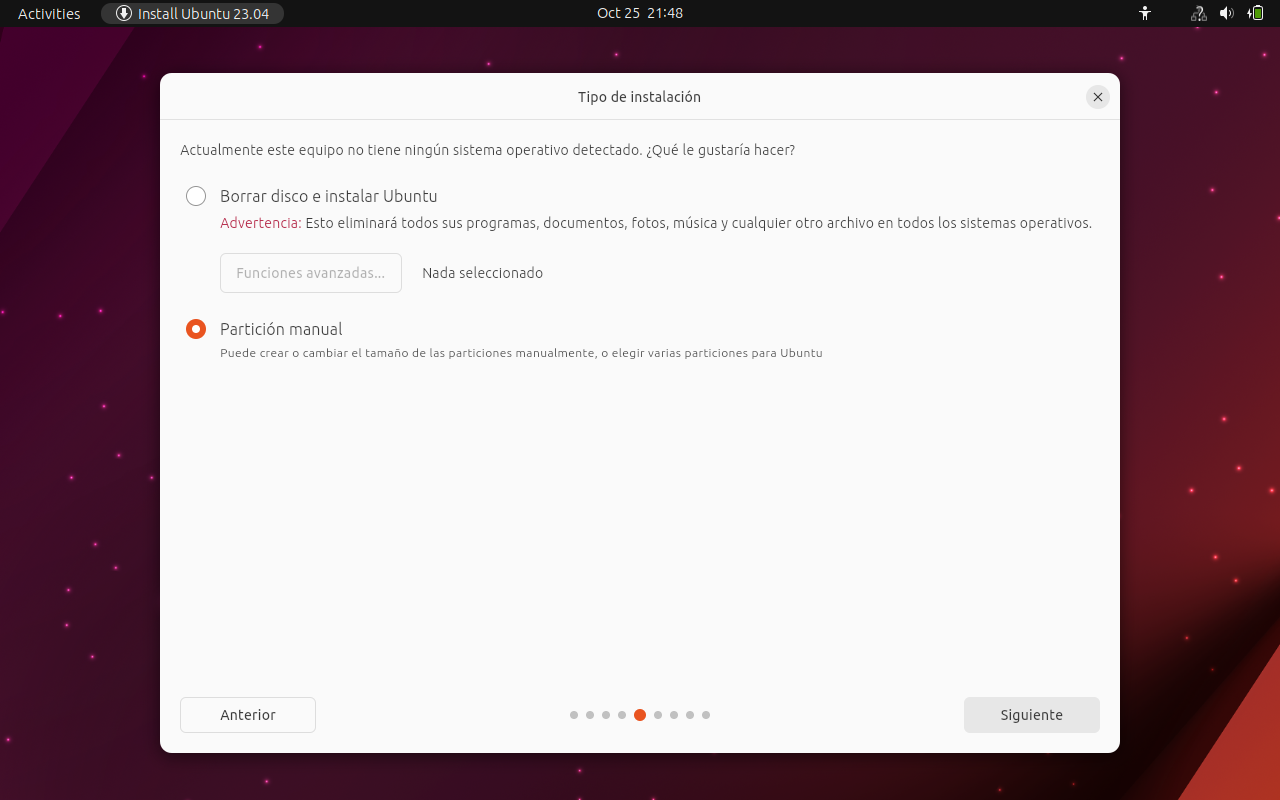 Activities
Install Ubuntu 23.04
Oct 25 21:48
Tipo de instalación
Actualmente este equipo no tiene ningún sistema operativo detectado. ¿Qué le gustaría hacer?
Borrar disco e instalar Ubuntu
Advertencia: Esto eliminará todos sus programas, documentos, fotos, música y cualquier otro archivo en todos los sistemas operativos.
Funciones avanzadas...
Nada seleccionado
Partición manual
Puede crear o cambiar el tamaño de las particiones manualmente, o elegir varias particiones para Ubuntu
Anterior
Siguiente